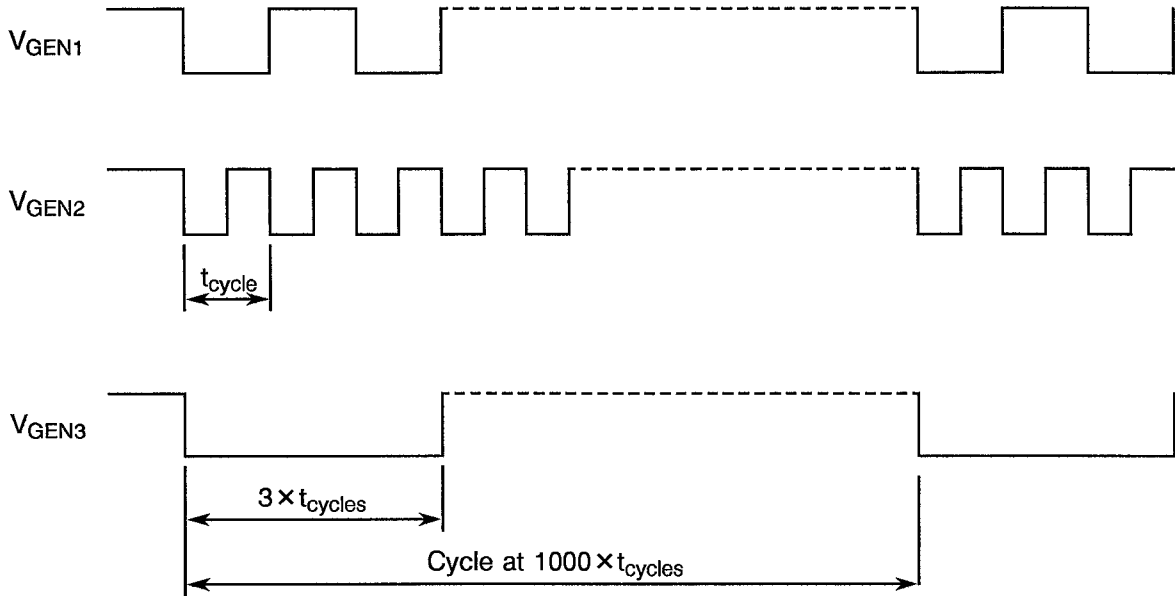 VGEN1
VGEN2
tcycle
VGEN3
3×tcycles
Cycle at 1000×tcycles